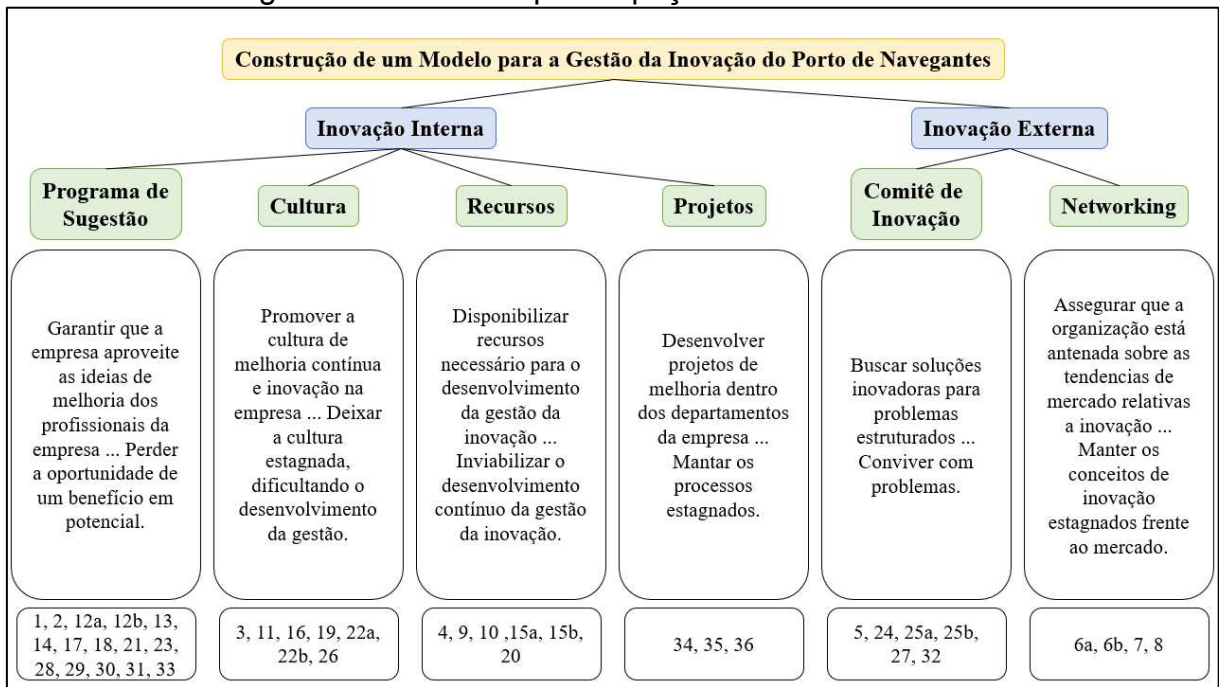 Construção de um Modelo para a Gestão da Inovação do Porto de Navegantes
Inovação Interna
Inovação Externa
Programa de
Sugestão
Cultura
Recursos
Projetos
Comitê de
Inovação
Networking
Garantir que a
empresa aproveite
as ideias de
melhoria dos
profissionais da
empresa ... Perder
a oportunidade de
um benefício em
potencial.
Promover a
cultura de
melhoria contínua
e inovação na
empresa ... Deixar
a cultura
estagnada,
dificultando o
desenvolvimento
da gestão.
Disponibilizar
recursos
necessário para o
desenvolvimento
da gestão da
inovação ...
Inviabilizar o
desenvolvimento
contínuo da gestão
da inovação.
Desenvolver
projetos de
melhoria dentro
dos departamentos
da empresa ...
Mantar os
processos
estagnados.
Buscar soluções
inovadoras para
problemas
estruturados ...
Conviver com
problemas.
Assegurar que a
organização está
antenada sobre as
tendencias de
mercado relativas
a inovação ...
Manter os
conceitos de
inovação
estagnados frente
ao mercado.
1, 2, 12a, 12b, 13,
14, 17, 18, 21, 23,
28, 29, 30, 31, 33
3, 11, 16, 19, 22a,
22b, 26
4, 9, 10 ,15a, 15b,
20
34, 35, 36
5, 24, 25a, 25b,
27, 32
6a, 6b, 7, 8